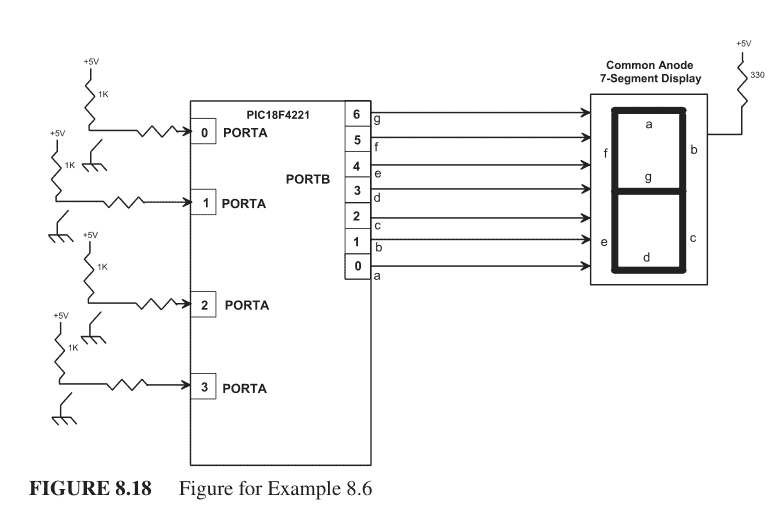 +5V
1K
0 PORTA
+5V
1K
1 PORTA
+5V
1K
2 PORTA
+5V
1K
3 PORTA
PIC18F4221
PORTB
6 g
5 f
4 e
3 d
2 c
1 b
0 a
Common Anode
7-Segment Display
a
f b
g
e c
d
+5V
330
FIGURE 8.18 Figure for Example 8.6